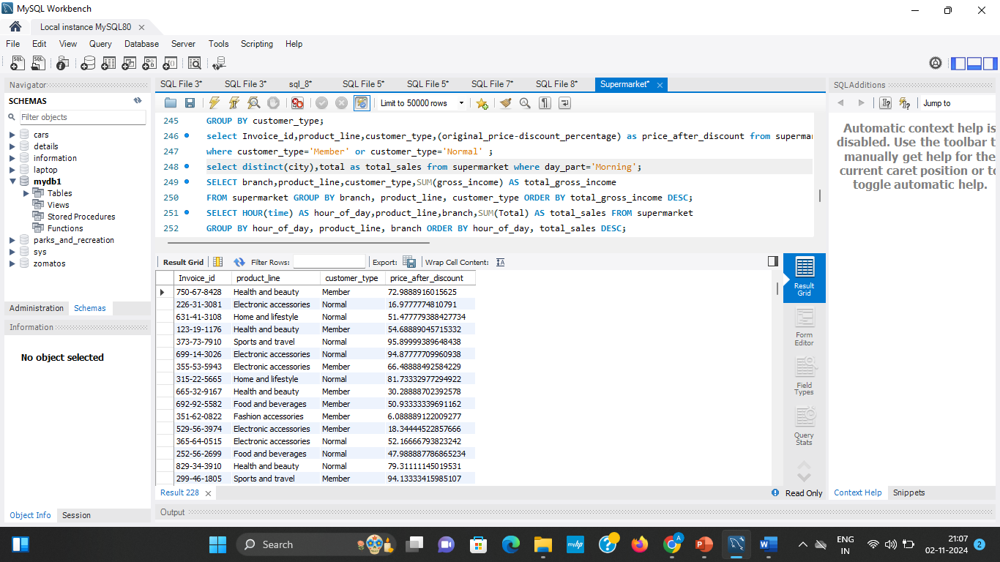 MySQL Workbench
Local instance MySQL80
File Edit View Query Database Server Tools Scripting Help
Navigator
SCHEMAS
Filter objects
cars
details
information
laptop
mydb1
Tables
Views
Stored Procedures
Functions
parks_and_recreation
sys
zomatos
Administration Schemas
Information
No object selected
Object Info Session
SQL File 3* SQL File 3* sql_8* SQL File 5* SQL File 5* SQL File 7* SQL File 8* Supermarket*
Limit to 50000 rows
245 GROUP BY customer_type;
246 select Invoice_id,product_line,customer_type,(original_price-discount_percentage) as price_after_discount from supermar
247 where customer_type='Member' or customer_type='Normal' ;
248 select distinct(city),total as total_sales from supermarket where day_part='Morning';
249 SELECT branch,product_line,customer_type,SUM(gross_income) AS total_gross_income
250 FROM supermarket GROUP BY branch, product_line, customer_type ORDER BY total_gross_income DESC;
251 SELECT HOUR(time) AS hour_of_day,product_line,branch,SUM(Total) AS total_sales FROM supermarket
252 GROUP BY hour_of_day, product_line, branch ORDER BY hour_of_day, total_sales DESC;
Result Grid Filter Rows: Export: Wrap Cell Content:
Invoice_id product_line customer_type price_after_discount
750-67-8428 Health and beauty Member 72.9888916015625
226-31-3081 Electronic accessories Normal 16.9777774810791
631-41-3108 Home and lifestyle Normal 51.477779388427734
123-19-1176 Health and beauty Member 54.68889045715332
373-73-7910 Sports and travel Normal 95.89999389648438
699-14-3026 Electronic accessories Normal 94.87777709960938
355-53-5943 Electronic accessories Member 66.48888492584229
315-22-5665 Home and lifestyle Normal 81.73332977294922
665-32-9167 Health and beauty Member 30.28888702392578
692-92-5582 Food and beverages Member 50.93333339691162
351-62-0822 Fashion accessories Member 6.088889122009277
529-56-3974 Electronic accessories Member 18.34444522857666
365-64-0515 Electronic accessories Normal 52.16666793823242
252-56-2699 Food and beverages Normal 47.988887786865234
829-34-3910 Health and beauty Normal 79.31111145019531
299-46-1805 Sports and travel Member 94.13333415985107
Result 228
Read Only
Output
Result
Grid
Form
Editor
Field
Types
Query
Stats
SQLAdditions
Jump to
Automatic context help is
disabled. Use the toolbar t
manually get help for the
current caret position or to
toggle automatic help.
Context Help Snippets
Search
ENG
IN
21:07
02-11-2024
2